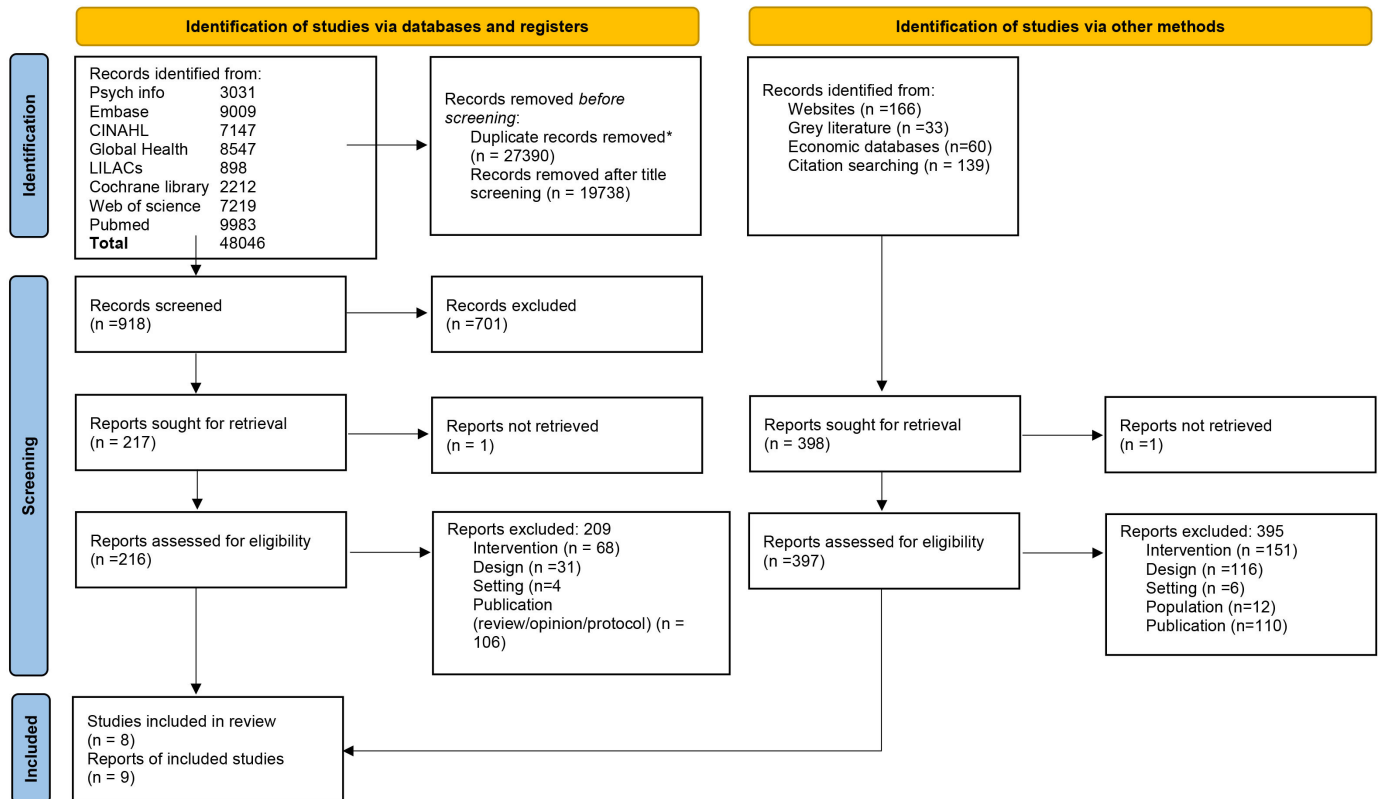 Identification of studies via databases and registers
Identification of studies via other methods
Identification
Records identified from:
Psych info 3031
Embase 9009
CINAHL 7147
Global Health 8547
LILACs 898
Cochrane library 2212
Web of science 7219
Pubmed 9983
Total 48046
Records removed before
screening:
Duplicate records removed*
(n = 27390)
Records removed after title
screening (n = 19738)
Records identified from:
Websites (n =166)
Grey literature (n =33)
Economic databases (n=60)
Citation searching (n = 139)
Screening
Records screened
(n =918)
Records excluded
(n =701)
Reports sought for retrieval
(n = 217)
Reports not retrieved
(n = 1)
Reports sought for retrieval
(n = 398)
Reports not retrieved
(n =1)
Reports assessed for eligibility
(n =216)
Reports excluded: 209
Intervention (n = 68)
Design (n =31)
Setting (n=4
Publication
(review/opinion/protocol) (n =
106)
Reports assessed for eligibility
(n =397)
Reports excluded: 395
Intervention (n =151)
Design (n =116)
Setting (n =6)
Population (n=12)
Publication (n=110)
Included
Studies included in review
(n = 8)
Reports of included studies
(n = 9)